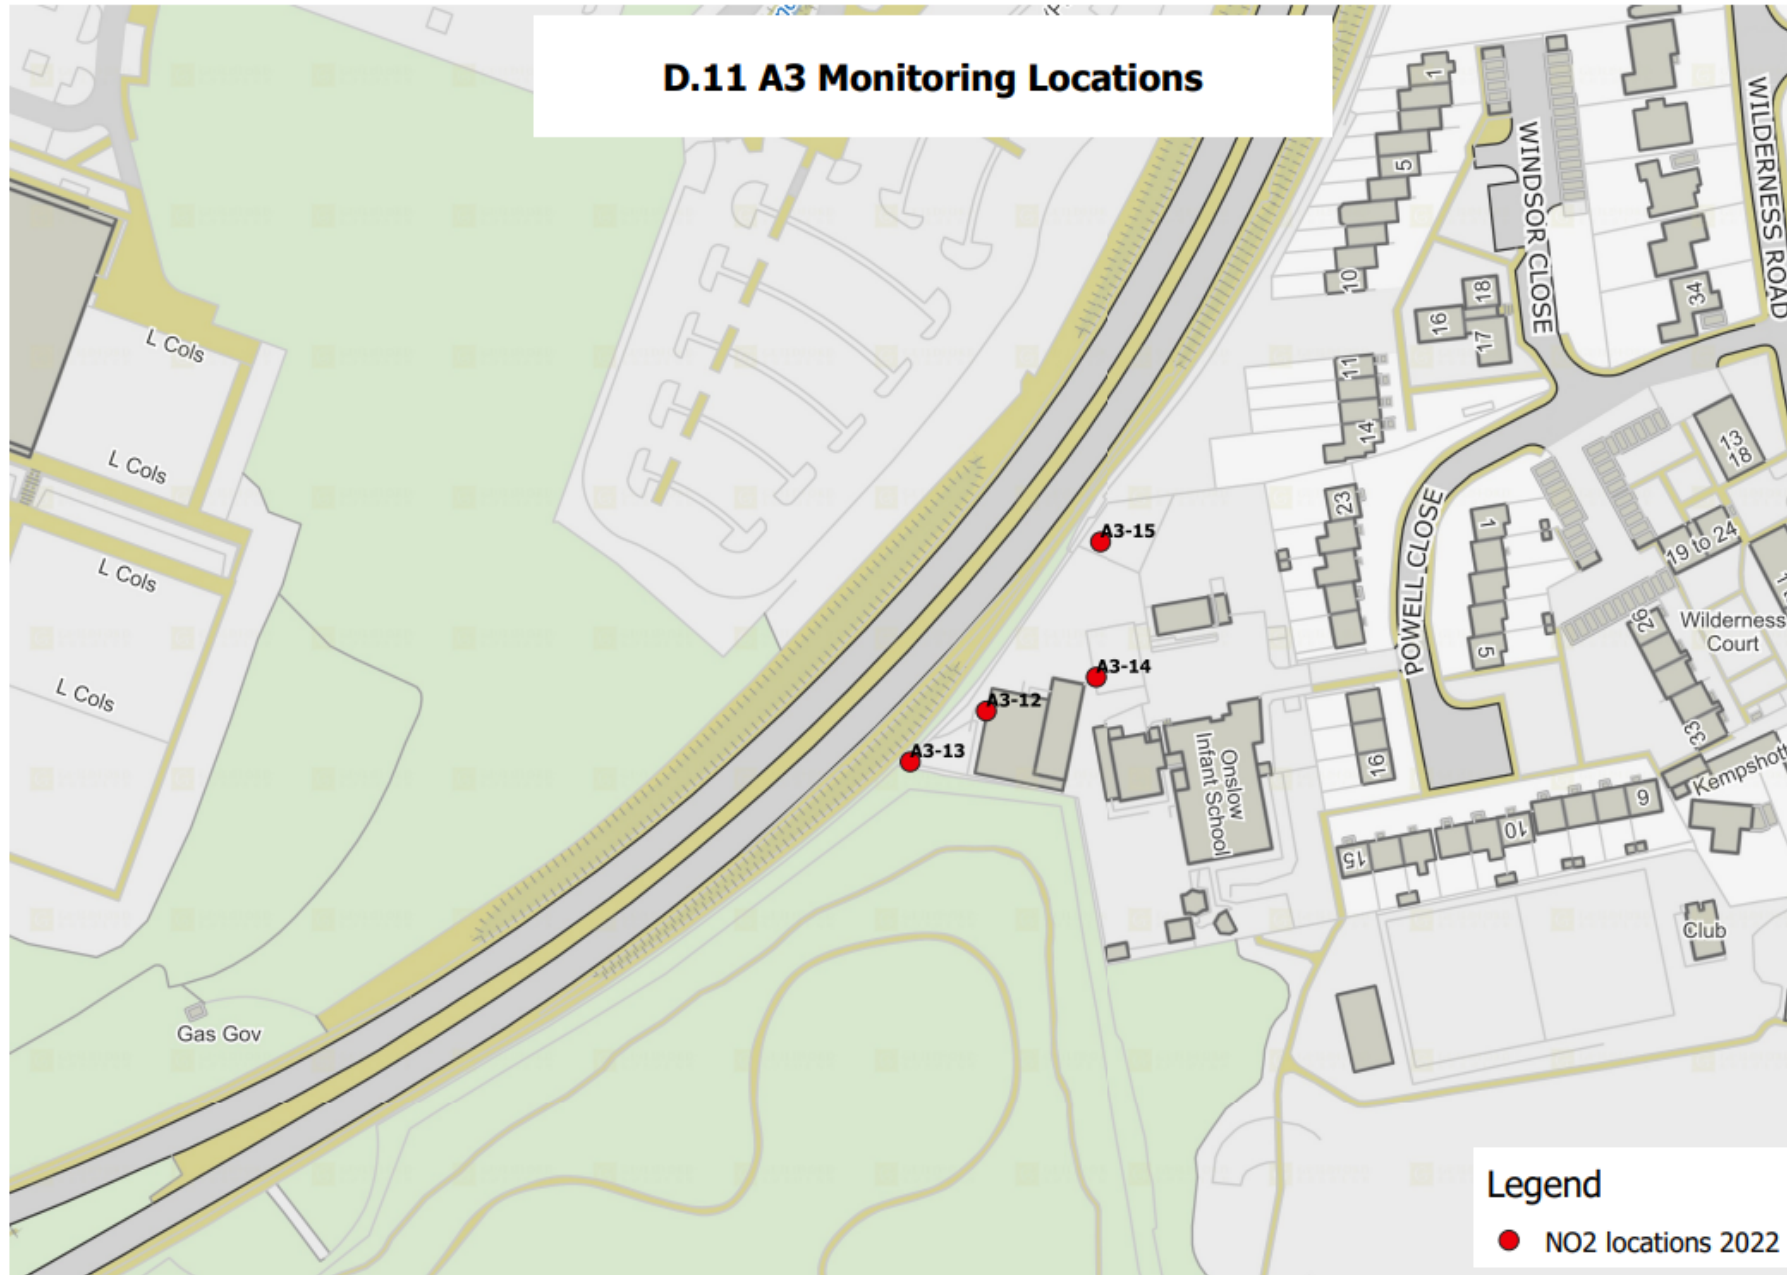 D.11 A3 Monitoring Locations
1
5
10
WINDSOR CLOSE
WILDERNESS ROAD
34
18
16
17
11
14
L Cols
L Cols
L Cols
L Cols
23
POWELL CLOSE
1
5
13
18
19 to 24
26
33
Wilderness
Court
A3-15
A3-14
A3-12
A3-13
Onslow
Infant School
16
Kempshott
9
10
15
Club
Gas Gov
Legend
NO2 locations 2022